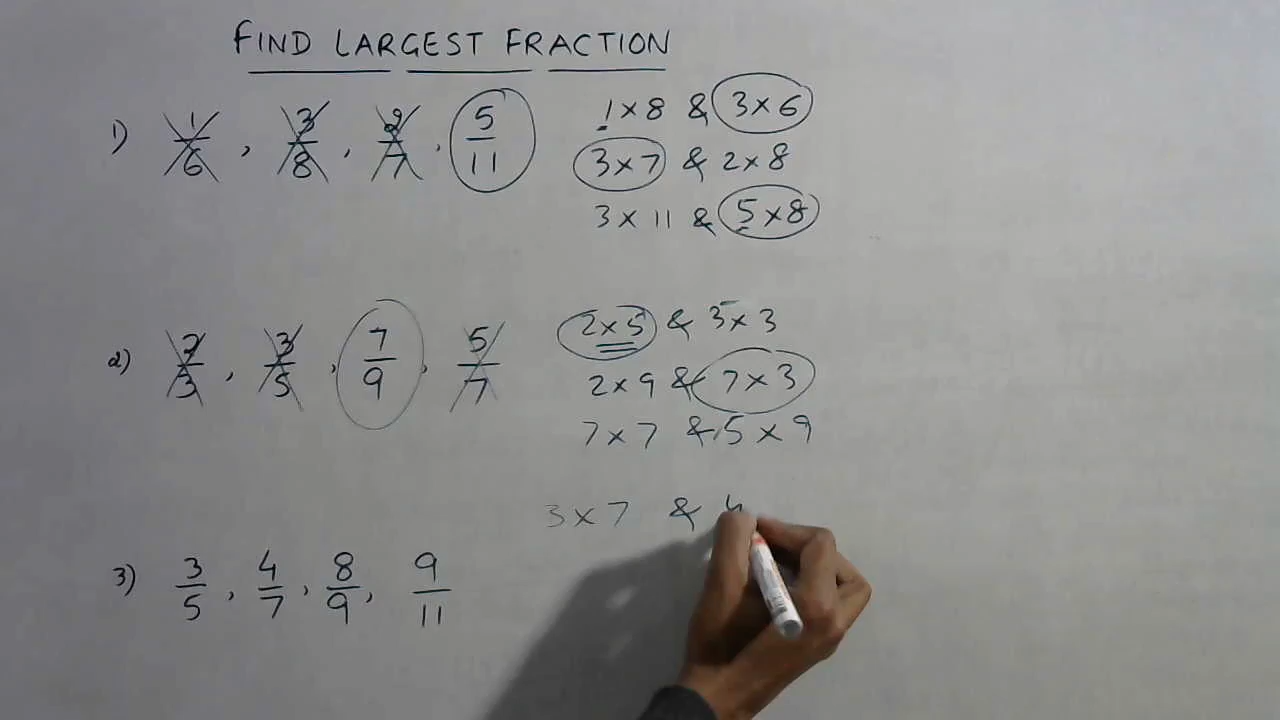 FIND LARGEST FRACTION
1) 1/6 , 3/8 , 2/7 , 5/11
1 × 8 & 3 × 6
3 × 7 & 2 × 8
3 × 11 & 5 × 8
2) 2/3 , 3/5 , 7/9 , 5/7
2 × 5 & 3 × 3
2 × 9 & 7 × 3
7 × 7 & 5 × 9
3) 3/5 , 4/7 , 8/9 , 9/11
3 × 7 & 4